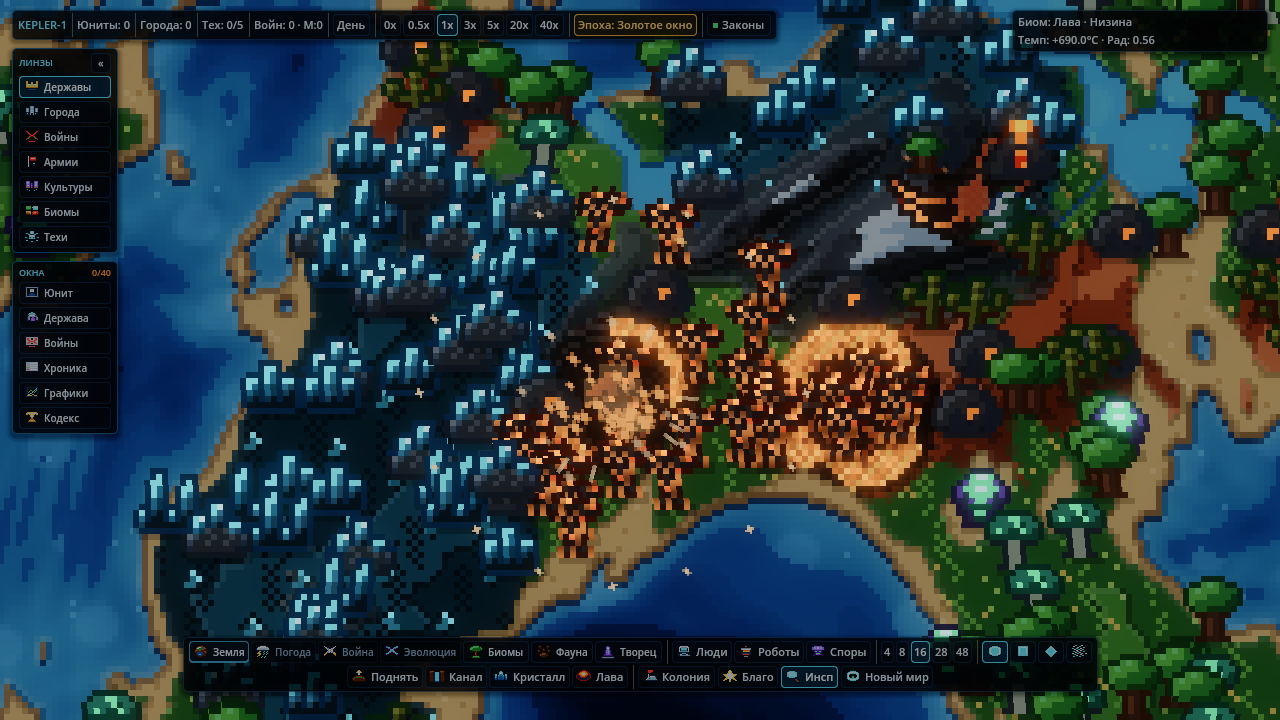 KEPLER-1 Юниты: 0 Города: 0 Тех: 0/5 Войн: 0 · М:0 День 0x 0.5x 1x 3x 5x 20x 40x Эпоха: Золотое окно Законы
Биом: Лава · Низина
Темп: +690.0°C · Рад: 0.56
ЛИНЗЫ «
Державы
Города
Войны
Армии
Культуры
Биомы
Техи
ОКНА 0/40
Юнит
Держава
Войны
Хроника
Графики
Кодекс
Земля Погода Война Эволюция Биомы Фауна Творец Люди Роботы Споры 4 8 16 28 48
Поднять Канал Кристалл Лава Колония Благо Инсп Новый мир